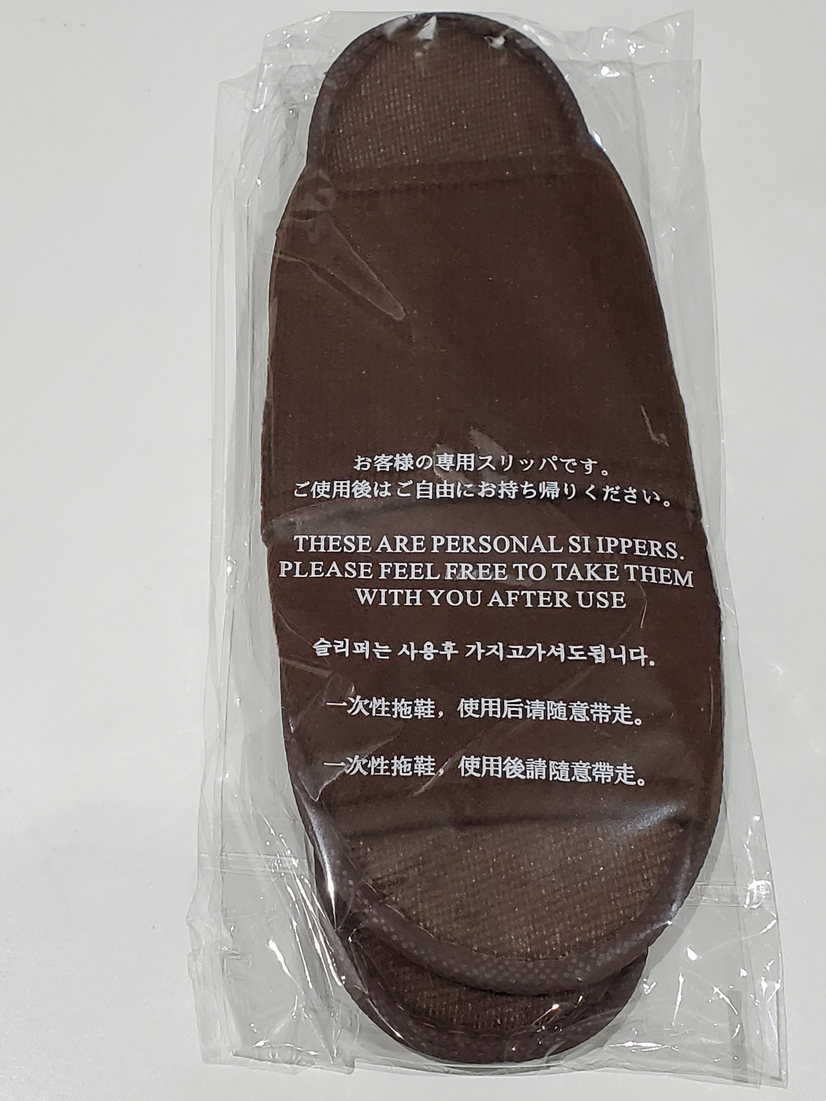 お客様の専用スリッパです。
ご使用後はご自由にお持ち帰りください。
THESE ARE PERSONAL SI IPPERS.
PLEASE FEEL FREE TO TAKE THEM
WITH YOU AFTER USE
슬리퍼는 사용후 가지고가셔도됩니다.
一次性拖鞋，使用后请随意带走。
一次性拖鞋，使用後請隨意帶走。